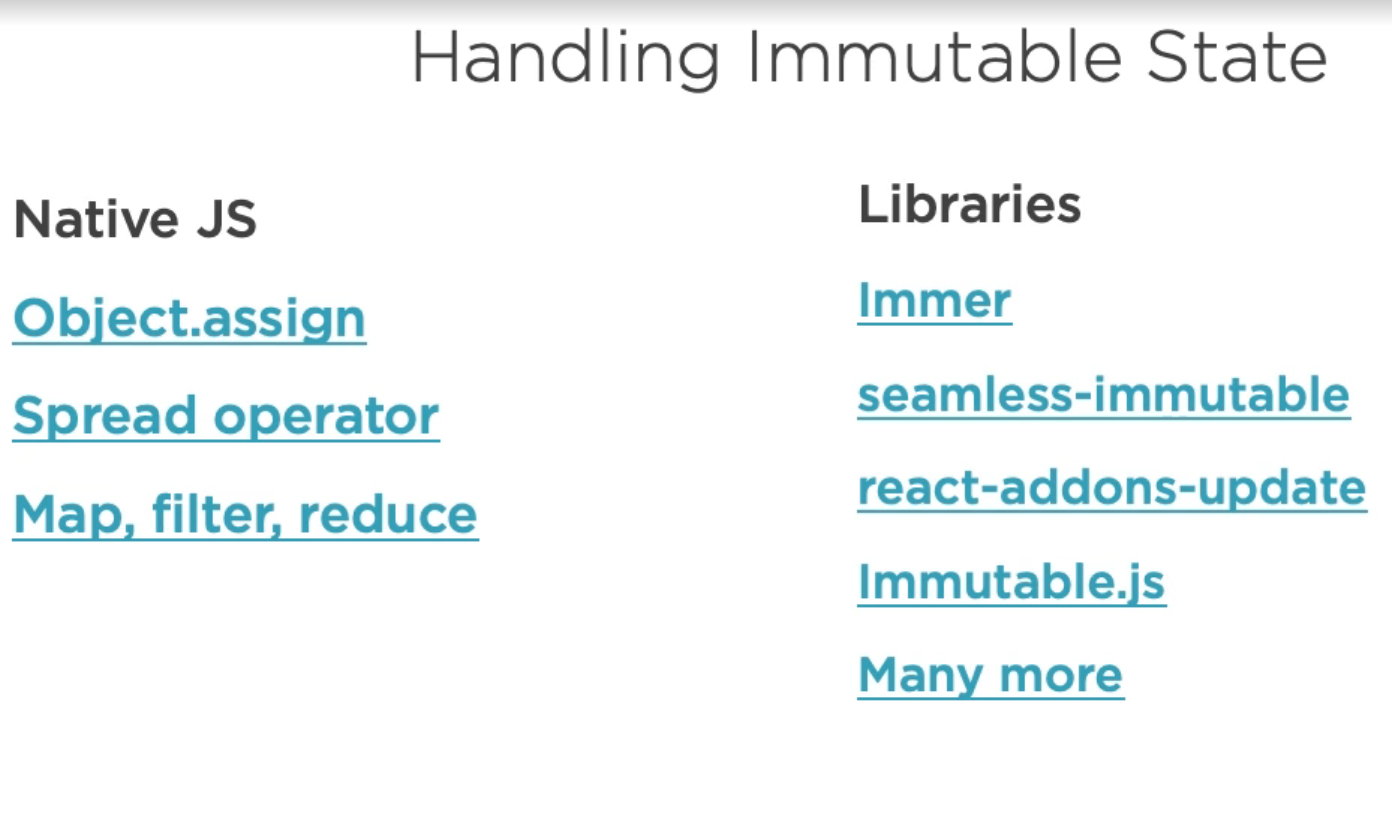 Handling Immutable State
Native JS
Object.assign
Spread operator
Map, filter, reduce
Libraries
Immer
seamless-immutable
react-addons-update
Immutable.js
Many more